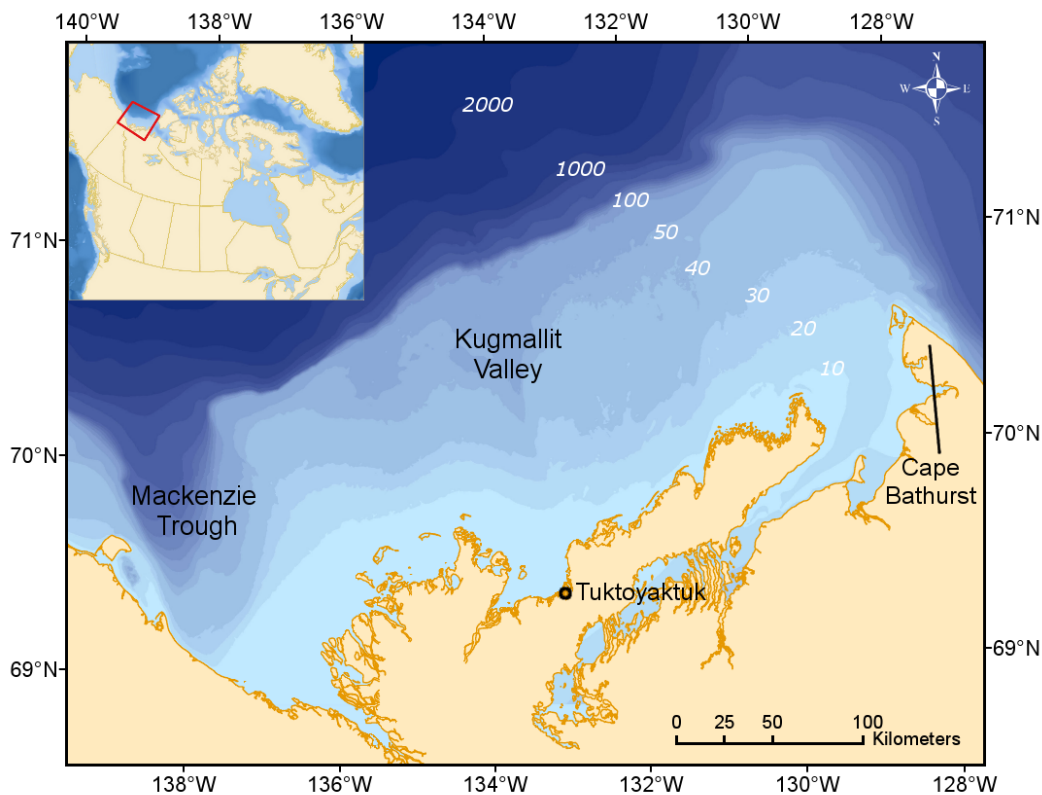 140°W 138°W 136°W 134°W 132°W 130°W 128°W
N
W E
S
2000
1000
100
71°N
71°N
50
40
30
20
Kugmallit
Valley
10
70°N
70°N
Cape
Bathurst
Mackenzie
Trough
Tuktoyaktuk
69°N
69°N
0 25 50 100
Kilometers
138°W 136°W 134°W 132°W 130°W 128°W